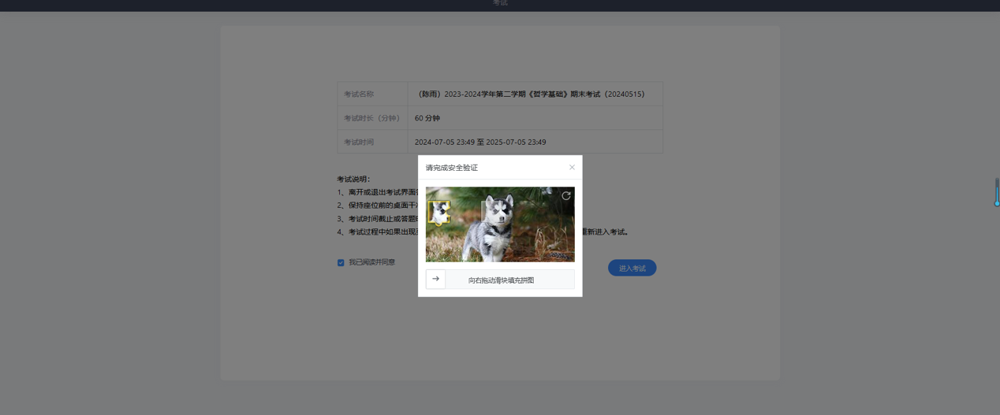 考试
考试名称 （陈雨）2023-2024学年第二学期《哲学基础》期末考试（20240515）
考试时长（分钟） 60 分钟
考试时间 2024-07-05 23:49 至 2025-07-05 23:49
请完成安全验证
考试说明：
1、离开或退出考试界面
2、保持座位前的桌面干
3、考试时间截止或答题
4、考试过程中如果出现 重新进入考试。
我已阅读并同意
进入考试
向右拖动滑块填充拼图